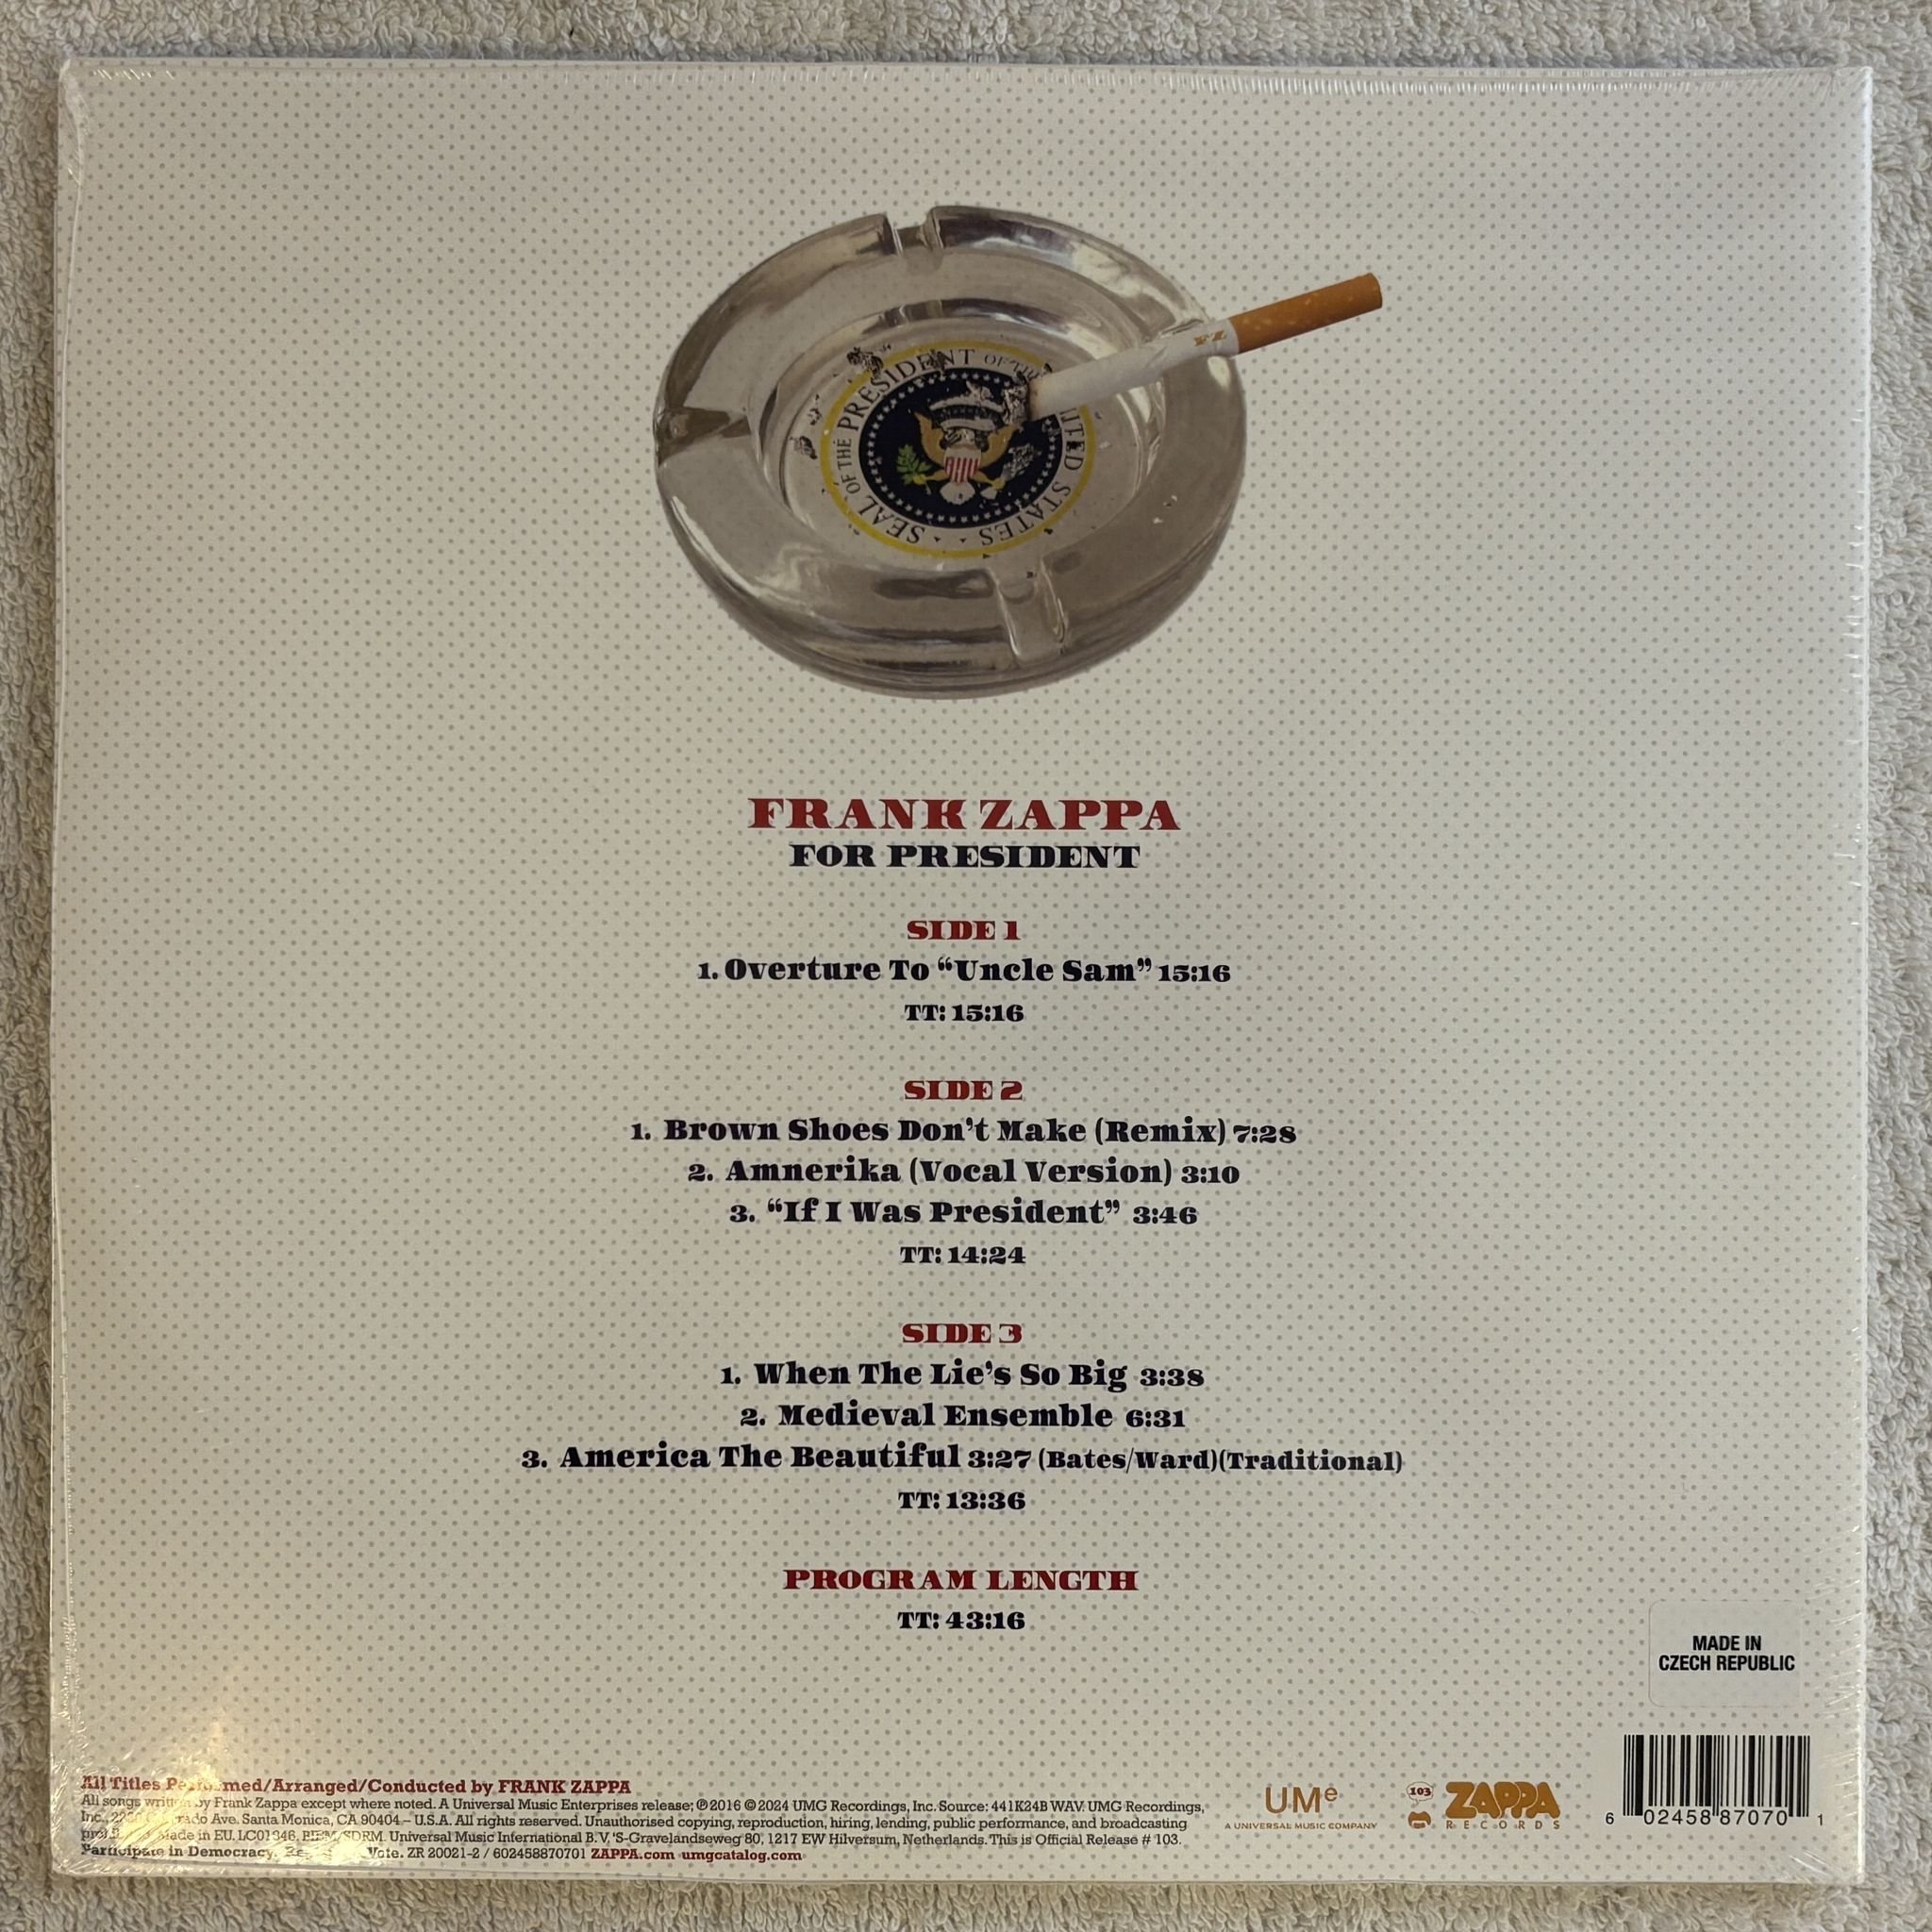 SEAL OF THE PRESIDENT OF THE UNITED STATES
FZ
FRANK ZAPPA
FOR PRESIDENT
SIDE 1
1. Overture To “Uncle Sam” 15:16
TT: 15:16
SIDE 2
1. Brown Shoes Don’t Make (Remix) 7:28
2. Amnerika (Vocal Version) 3:10
3. “If I Was President” 3:46
TT: 14:24
SIDE 3
1. When The Lie’s So Big 3:38
2. Medieval Ensemble 6:31
3. America The Beautiful 3:27 (Bates/Ward)(Traditional)
TT: 13:36
PROGRAM LENGTH
TT: 43:16
MADE IN
CZECH REPUBLIC
All Titles Performed/Arranged/Conducted by FRANK ZAPPA
All songs written by Frank Zappa except where noted. A Universal Music Enterprises release; ℗ 2016 © 2024 UMG Recordings, Inc. Source: 441K24B WAV. UMG Recordings,
Inc., Ave. Santa Monica, CA 90404 – U.S.A. All rights reserved. Unauthorised copying, reproduction, hiring, lending, public performance, and broadcasting
Made in EU. LC01846. BIEM/SDRM. Universal Music International B.V. 'S-Gravelandseweg 80, 1217 EW Hilversum, Netherlands. This is Official Release # 103.
Participate in Democracy. Vote. ZR 20021-2 / 602458870701 ZAPPA.com umgcatalog.com
UMe
A UNIVERSAL MUSIC COMPANY
103
ZAPPA
RECORDS
6 02458 87070 1